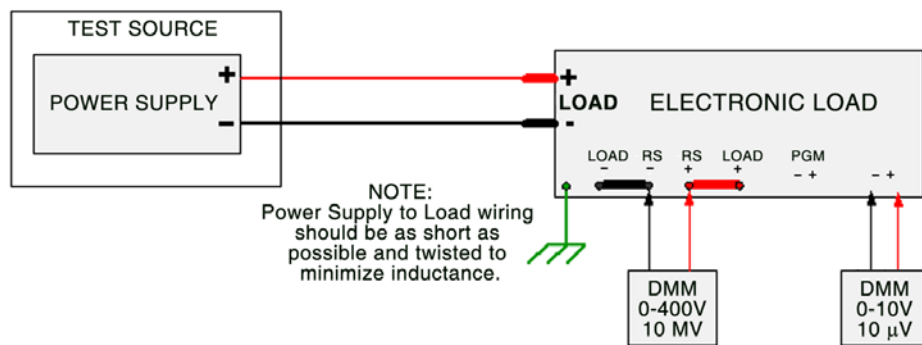 TEST SOURCE
POWER SUPPLY
+
-
+
LOAD
-
ELECTRONIC LOAD
LOAD RS RS LOAD PGM
- - + + - + - +
NOTE:
Power Supply to Load wiring
should be as short as
possible and twisted to
minimize inductance.
DMM
0-400V
10 MV
DMM
0-10V
10 µV